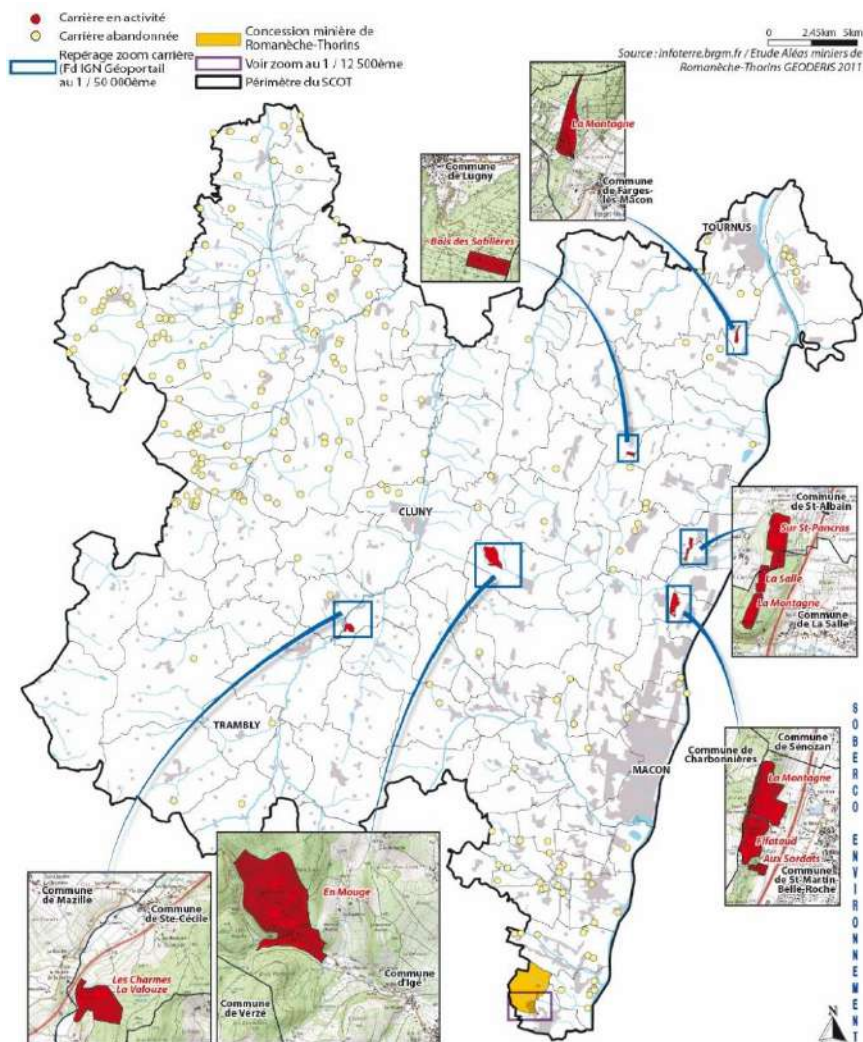 Carrière en activité
Carrière abandonnée
Repérage zoom carrière
(Fd IGN Géoportail
au 1 / 50 000ème
Concession minière de
Romanèche-Thorins
Voir zoom au 1 / 12 500ème
Périmètre du SCOT
0 2,45km 5km
Source : Infoterre.brgm.fr / Etude Aléas miniers de
Romanèche-Thorins GEODERIS 2011
La Montagne
Commune
de Farges-
lès-Macon
Commune
de Lugny
Bois des Sablières
TOURNUS
CLUNY
Commune
de St-Albain
Sur St-Pancras
La Salle
La Montagne
Commune
de La Salle
TRAMBLY
MACON
Commune de
Charbonnières
Commune
de Sénozan
La Montagne
Fifataud
Aux Sordats
Commune
de St-Martin-
Belle-Roche
Commune
de Mazille
Commune
de Ste-Cécile
Les Charmes
La Valouze
En Mouge
Commune
d'Igé
Commune
de Verzé
N
SOBERCO ENVIRONNEMENT